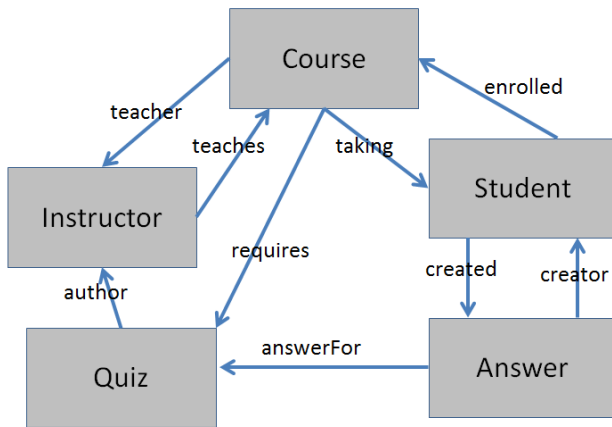 Course
enrolled
teacher
teaches
taking
Student
Instructor
requires
created
creator
author
answerFor
Quiz
Answer